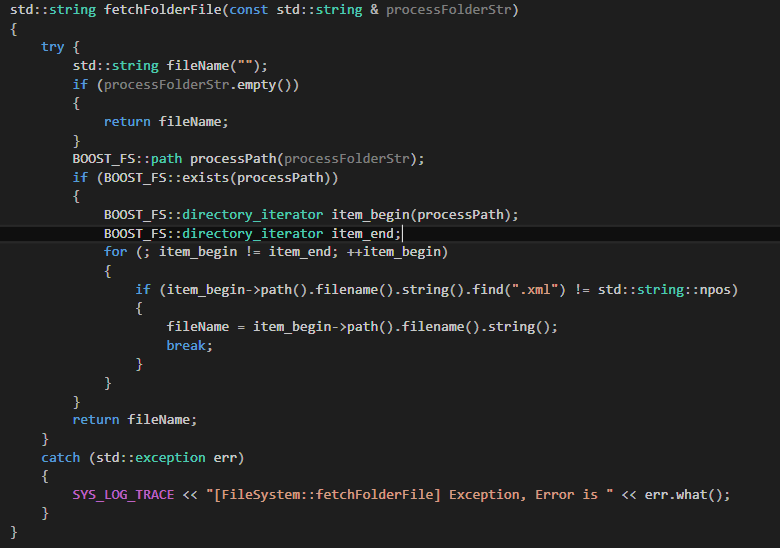 std::string fetchFolderFile(const std::string & processFolderStr)
{
    try {
        std::string fileName("");
        if (processFolderStr.empty())
        {
            return fileName;
        }
        BOOST_FS::path processPath(processFolderStr);
        if (BOOST_FS::exists(processPath))
        {
            BOOST_FS::directory_iterator item_begin(processPath);
            BOOST_FS::directory_iterator item_end;
            for (; item_begin != item_end; ++item_begin)
            {
                if (item_begin->path().filename().string().find(".xml") != std::string::npos)
                {
                    fileName = item_begin->path().filename().string();
                    break;
                }
            }
        }
        return fileName;
    }
    catch (std::exception err)
    {
        SYS_LOG_TRACE << "[FileSystem::fetchFolderFile] Exception, Error is " << err.what();
    }
}